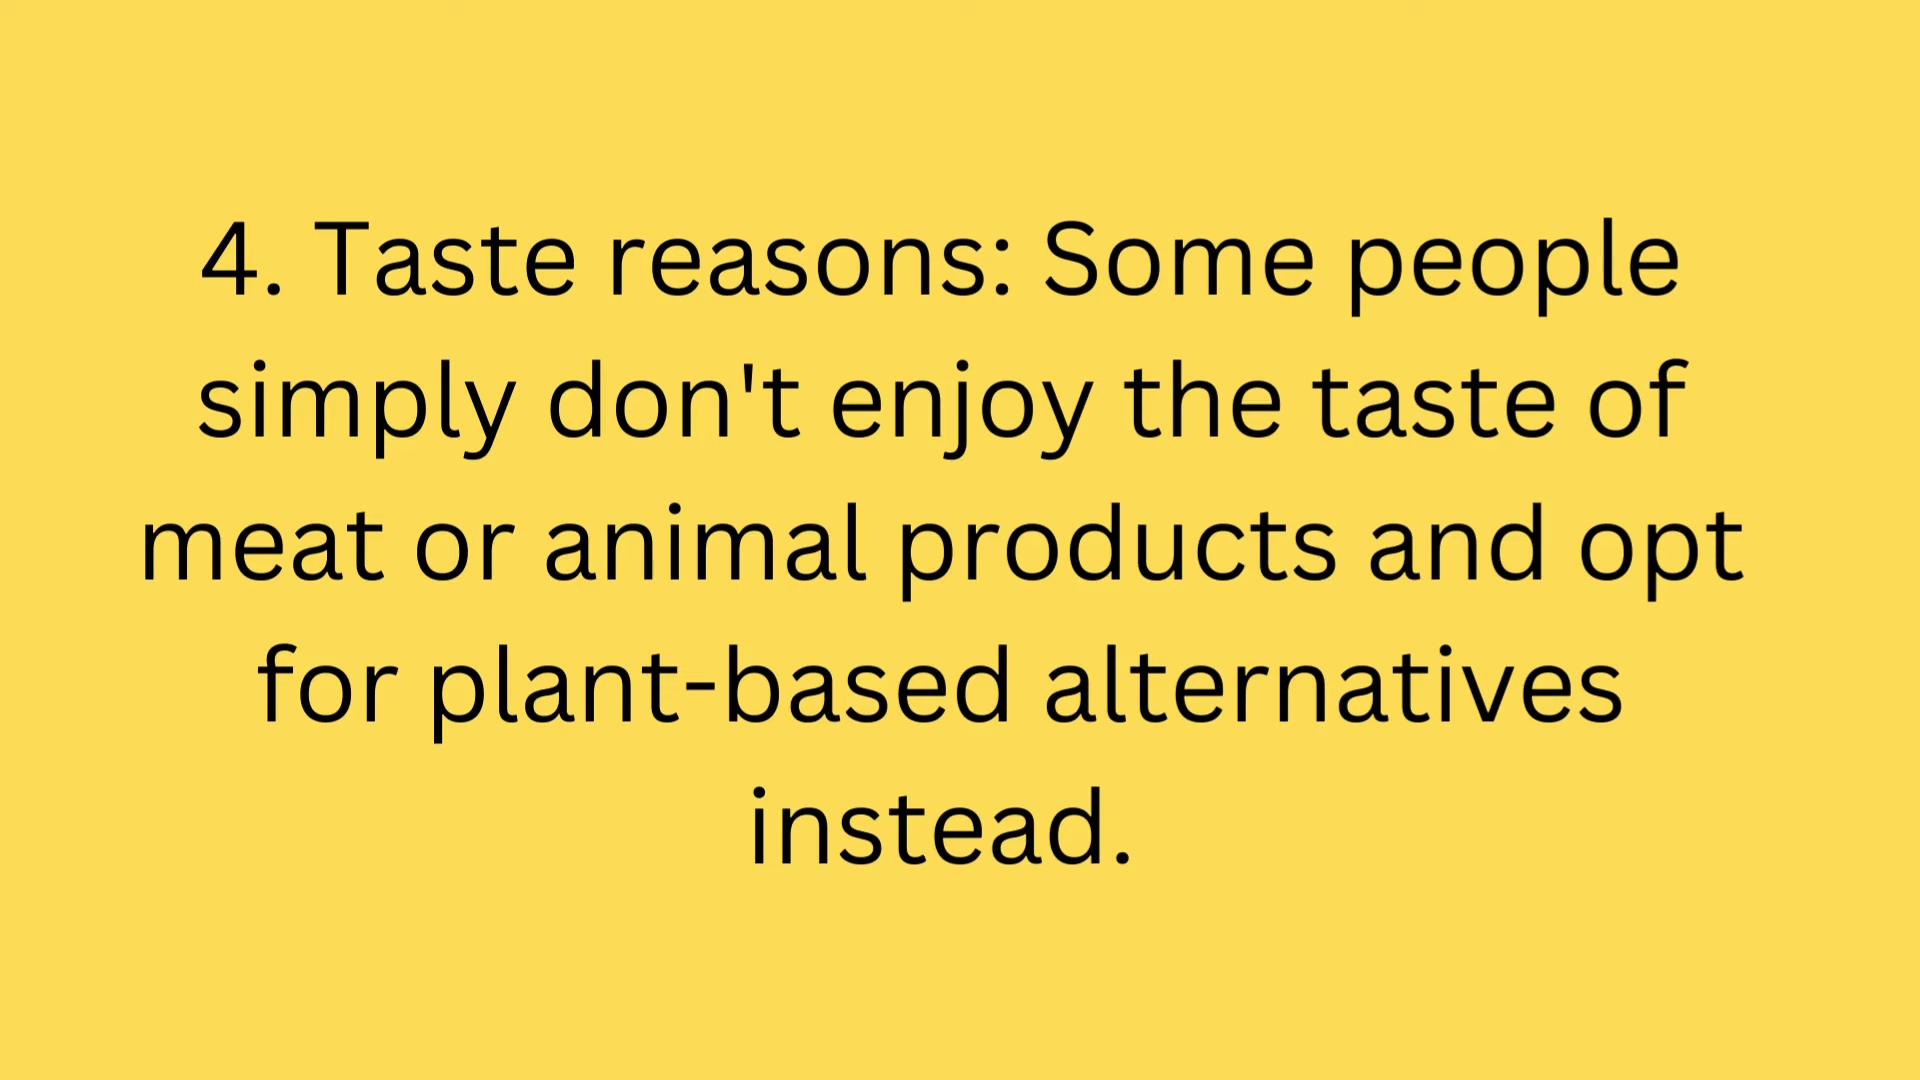 4. Taste reasons: Some people
simply don't enjoy the taste of
meat or animal products and opt
for plant-based alternatives
instead.